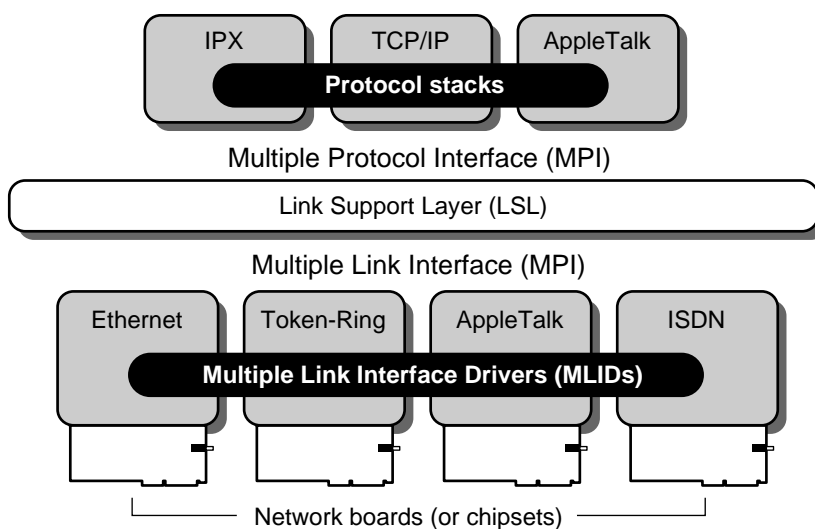 IPX TCP/IP AppleTalk
Protocol stacks
Multiple Protocol Interface (MPI)
Link Support Layer (LSL)
Multiple Link Interface (MPI)
Ethernet Token-Ring AppleTalk ISDN
Multiple Link Interface Drivers (MLIDs)
Network boards (or chipsets)